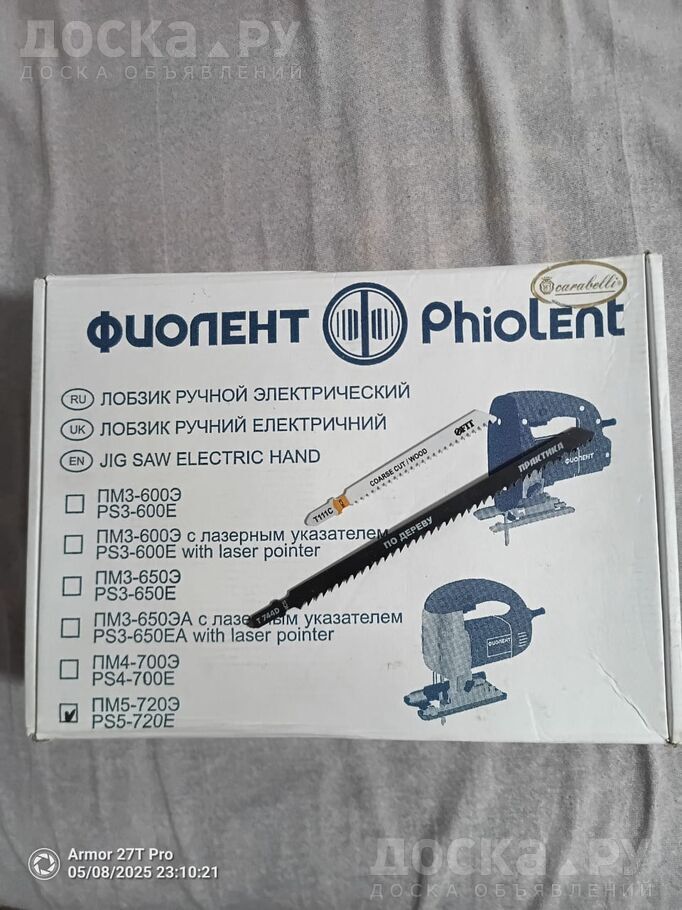 ДОСКА.РУ
ДОСКА ОБЪЯВЛЕНИЙ
carabelli
ФИОЛЕНТ PhioLEnt
RU ЛОБЗИК РУЧНОЙ ЭЛЕКТРИЧЕСКИЙ
UK ЛОБЗИК РУЧНИЙ ЕЛЕКТРИЧНИЙ
EN JIG SAW ELECTRIC HAND
ФИОЛЕНТ
T111C COARSE CUT / WOOD FIT
T744D ПО ДЕРЕВУ ПРАКТИКА
ПМ3-600Э
PS3-600E
ПМ3-600Э с лазерным указателем
PS3-600E with laser pointer
ПМ3-650Э
PS3-650E
ПМ3-650ЭА с лазерным указателем
PS3-650EA with laser pointer
ФИОЛЕНТ
ПМ4-700Э
PS4-700E
ПМ5-720Э
PS5-720E
Armor 27T Pro
05/08/2025 23:10:21
ДОСКА.РУ
ДОСКА ОБЪЯВЛЕНИЙ